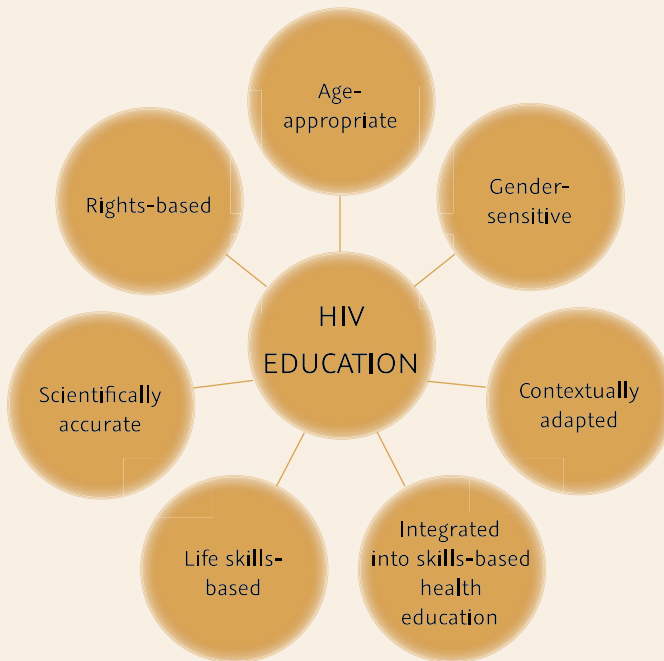 Age-
appropriate
Rights-based
Gender-
sensitive
HIV
EDUCATION
Scientifically
accurate
Contextually
adapted
Life skills-
based
Integrated
into skills-based
health
education